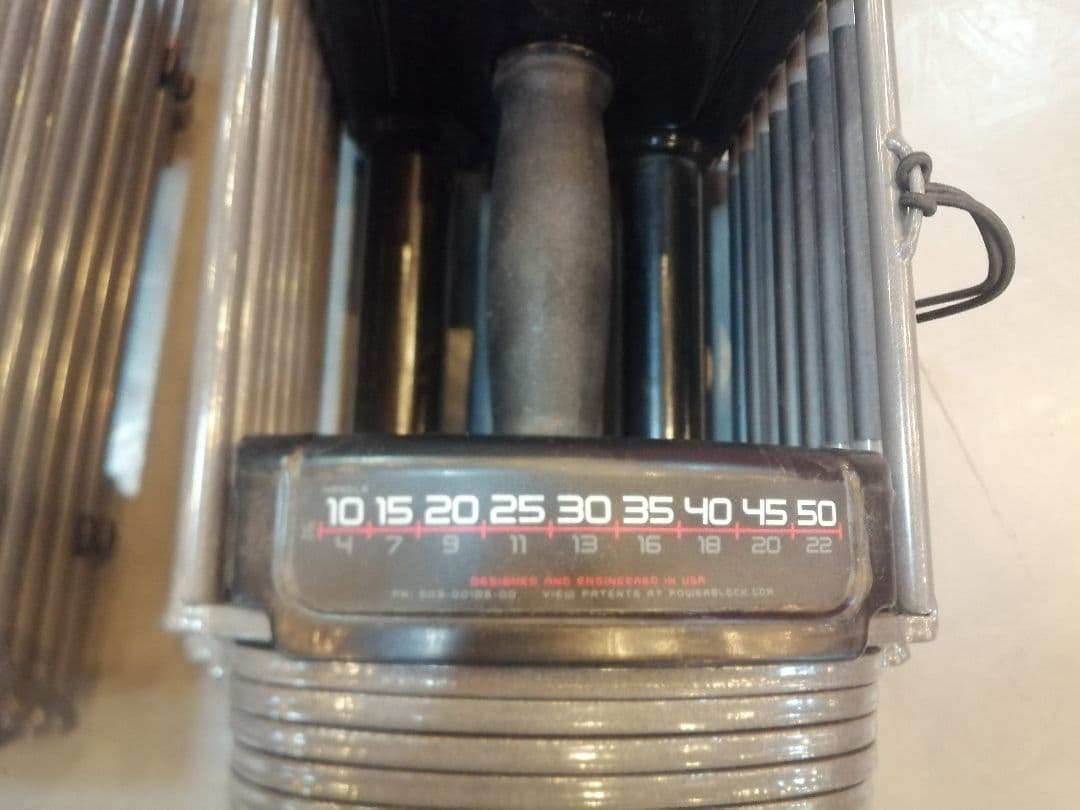 10 15 20 25 30 35 40 45 50
4 7 9 11 13 16 18 20 22
DESIGNED AND ENGINEERED IN USA
VIEW PATENTS AT POWERBLOCK.COM